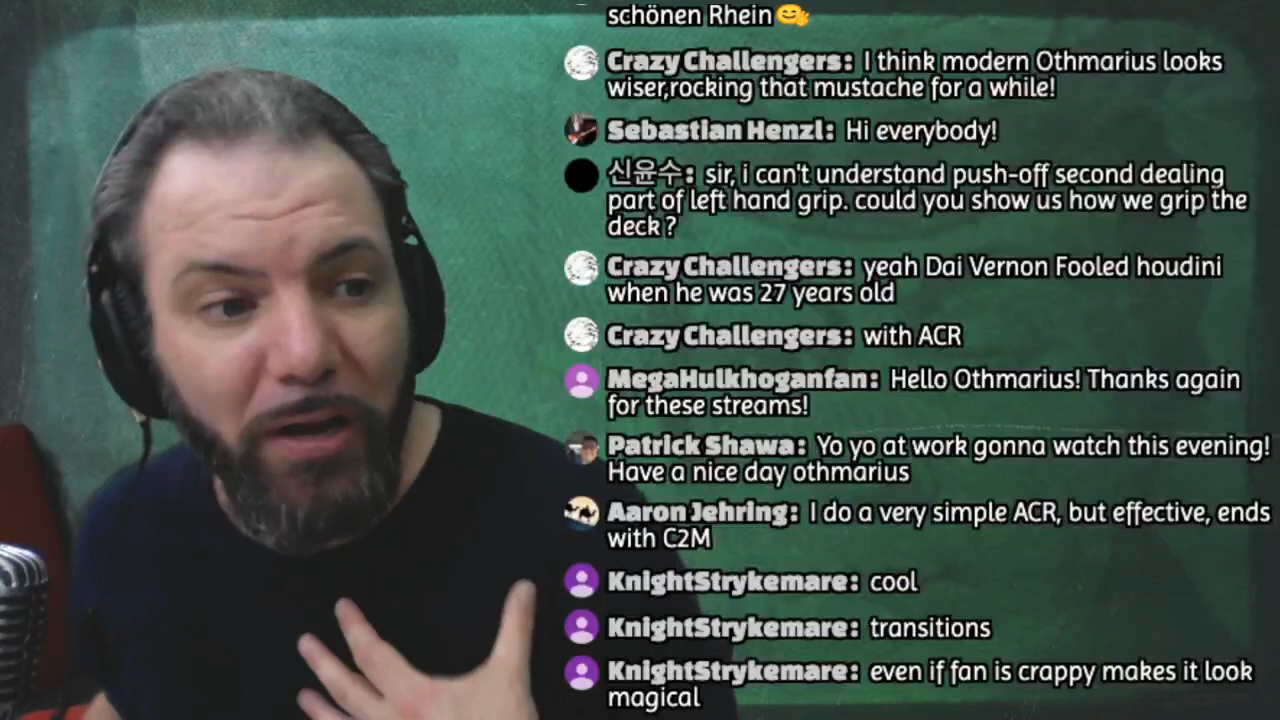 schönen Rhein
Crazy Challengers: I think modern Othmarius looks
wiser,rocking that mustache for a while!
Sebastian Henzl: Hi everybody!
신윤수: sir, i can't understand push-off second dealing
part of left hand grip. could you show us how we grip the
deck ?
Crazy Challengers: yeah Dai Vernon Fooled houdini
when he was 27 years old
Crazy Challengers: with ACR
MegaHulkhoganfan: Hello Othmarius! Thanks again
for these streams!
Patrick Shawa: Yo yo at work gonna watch this evening!
Have a nice day othmarius
Aaron Jehring: I do a very simple ACR, but effective, ends
with C2M
KnightStrykemare: cool
KnightStrykemare: transitions
KnightStrykemare: even if fan is crappy makes it look
magical